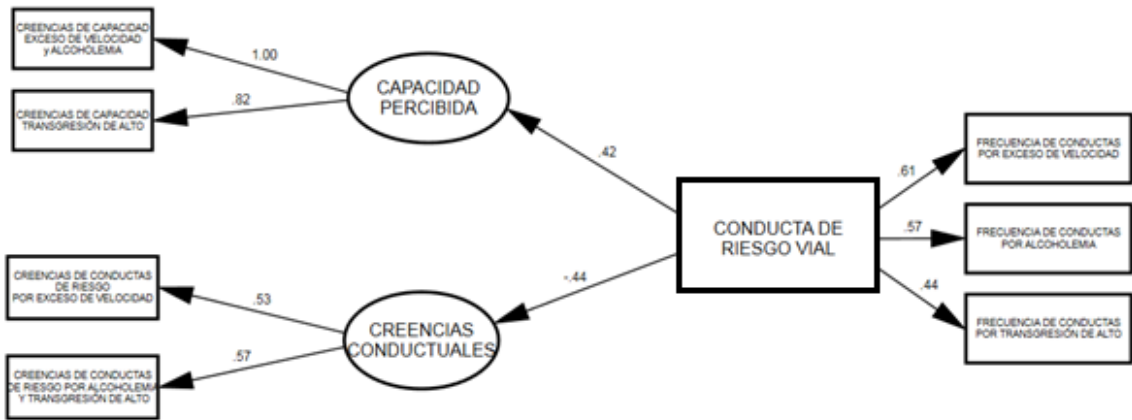 CREENCIAS DE CAPACIDAD
EXCESO DE VELOCIDAD
y ALCOHOLEMIA
1.00
CREENCIAS DE CAPACIDAD
TRANSGRESIÓN DE ALTO
.82
CAPACIDAD
PERCIBIDA
.42
CONDUCTA DE
RIESGO VIAL
.61
FRECUENCIA DE CONDUCTAS
POR EXCESO DE VELOCIDAD
.57
FRECUENCIA DE CONDUCTAS
POR ALCOHOLEMIA
.44
FRECUENCIA DE CONDUCTAS
POR TRANSGRESIÓN DE ALTO
-.44
CREENCIAS DE CONDUCTAS
DE RIESGO
POR EXCESO DE VELOCIDAD
.53
CREENCIAS
CONDUCTUALES
.57
CREENCIAS DE CONDUCTAS
DE RIESGO POR ALCOHOLEMIA
Y TRANSGRESIÓN DE ALTO